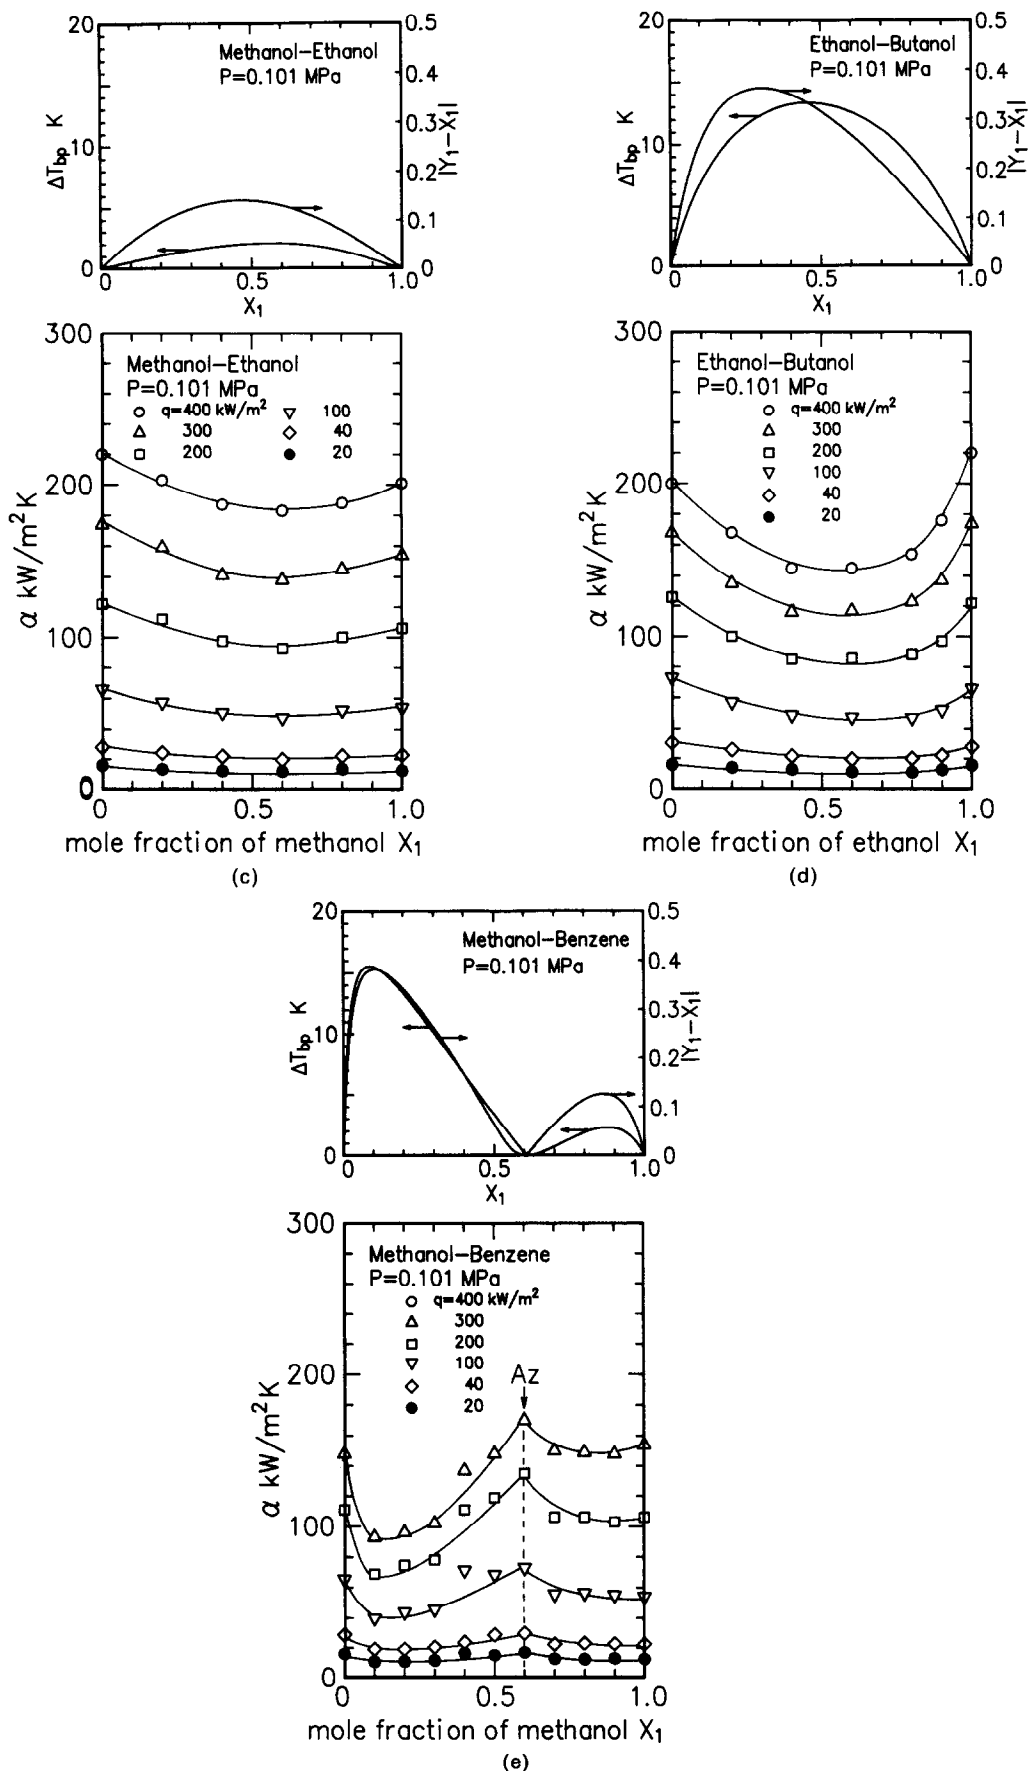 20
0.5
Methanol–Ethanol
P=0.101 MPa
0.4
0.3
10
0.2
0.1
0
0
ΔT_bp K
|Y₁–X₁|
0 0.5 1.0
X₁
20
0.5
Ethanol–Butanol
P=0.101 MPa
0.4
0.3
10
0.2
0.1
0
0
ΔT_bp K
|Y₁–X₁|
0 0.5 1.0
X₁
300
Methanol–Ethanol
P=0.101 MPa
q=400 kW/m² 100
300 40
200 20
200
100
0
α kW/m²K
0 0.5 1.0
mole fraction of methanol X₁
(c)
300
Ethanol–Butanol
P=0.101 MPa
q=400 kW/m²
300
200
100
40
20
200
100
0
α kW/m²K
0 0.5 1.0
mole fraction of ethanol X₁
(d)
20
0.5
Methanol–Benzene
P=0.101 MPa
0.4
0.3
10
0.2
0.1
0
0
ΔT_bp K
|Y₁–X₁|
0 0.5 1.0
X₁
300
Methanol–Benzene
P=0.101 MPa
q=400 kW/m²
300
200
100
40
20
Az
200
100
0
α kW/m²K
0 0.5 1.0
mole fraction of methanol X₁
(e)